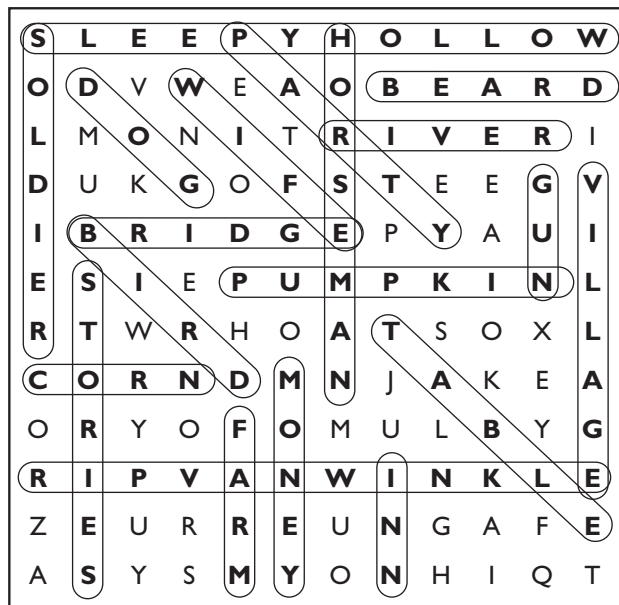 S L E E P Y H O L L O W
O D V W E A O B E A R D
L M O N I T R I V E R I
D U K G O F S T E E G V
I B R I D G E P Y A U I
E S I E P U M P K I N L
R T W R H O A T S O X L
C O R N D M N J A K E A
O R Y O F O M U L B Y G
R I P V A N W I N K L E
Z E U R R E U N G A F E
A S Y S M Y O N H I Q T